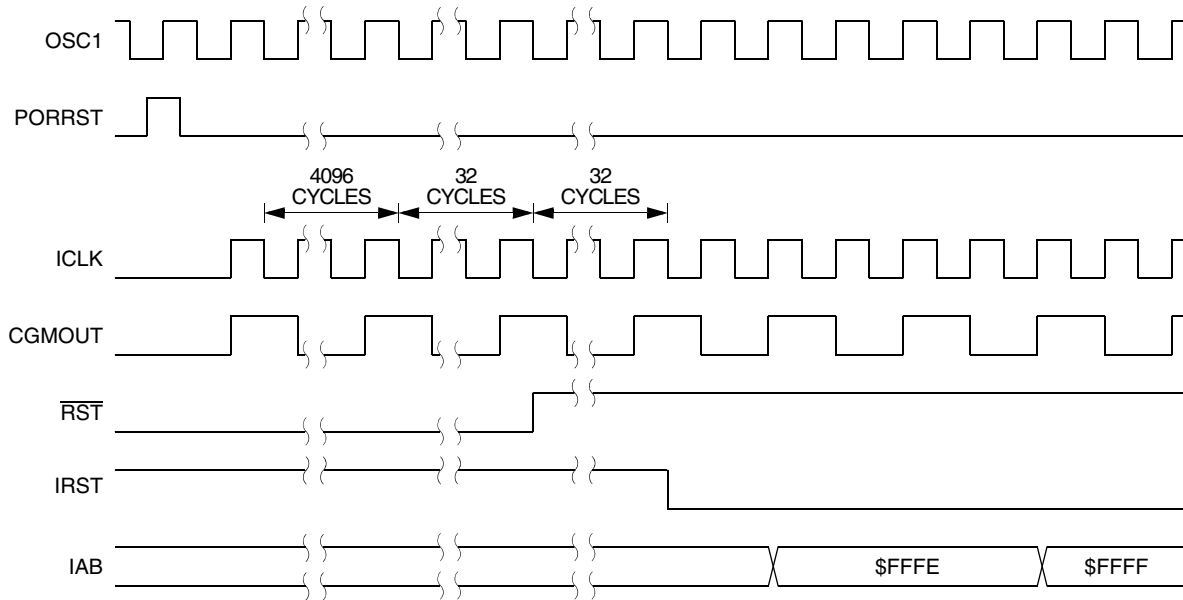 OSC1
PORRST
4096
CYCLES
32
CYCLES
32
CYCLES
ICLK
CGMOUT
RST
IRST
IAB
$FFFE
$FFFF